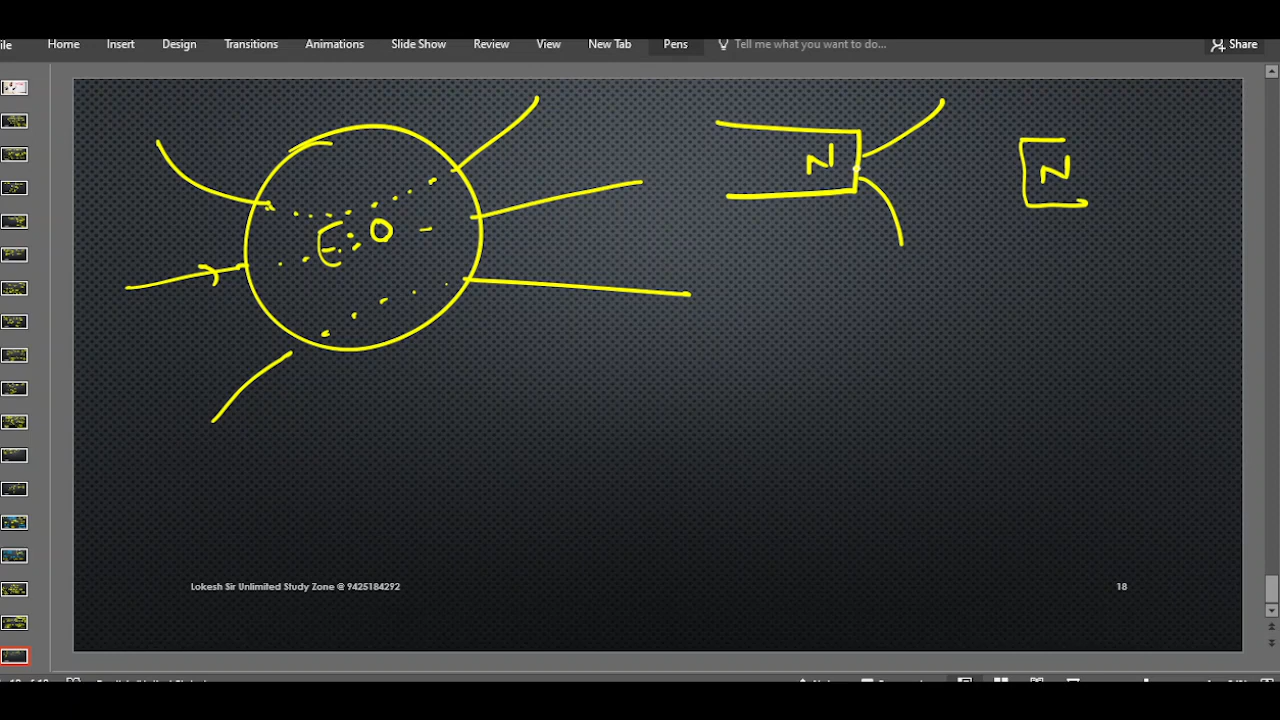 ile Home Insert Design Transitions Animations Slide Show Review View New Tab Pens Tell me what you want to do... Share
N
N
E O
Lokesh Sir Unlimited Study Zone @ 9425184292
18